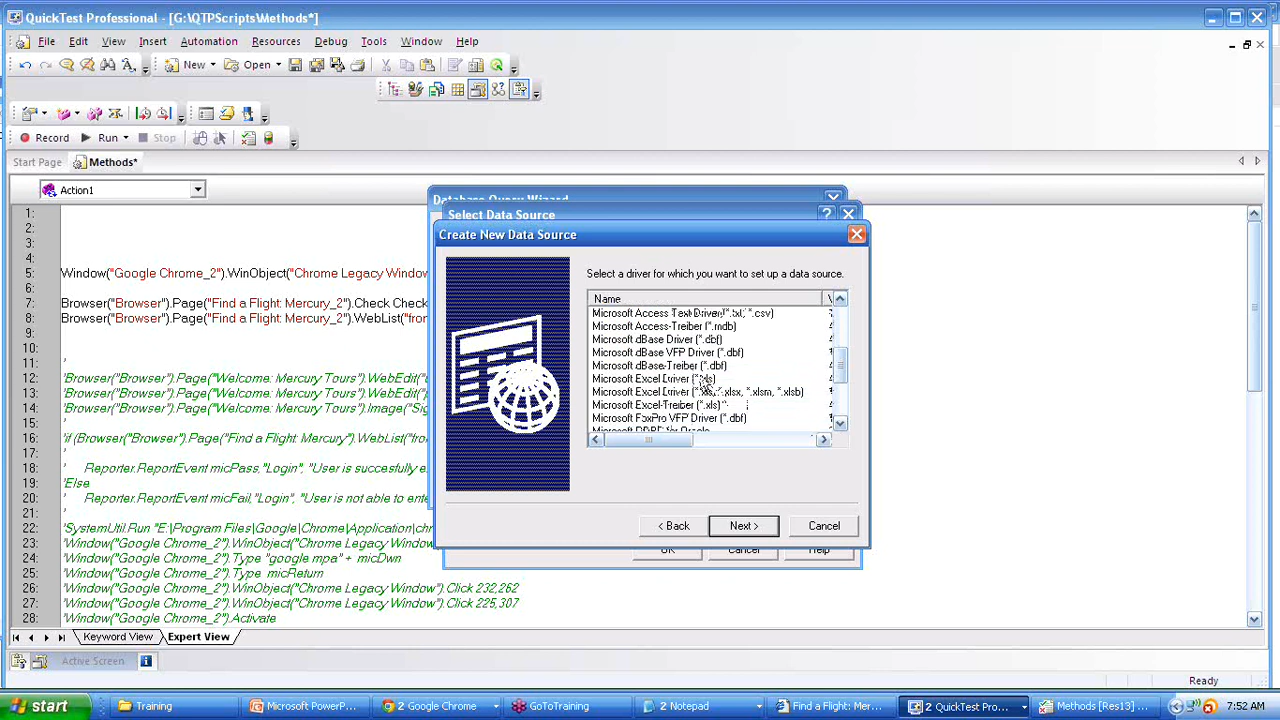 QuickTest Professional - [G:\QTPScripts\Methods*]
File Edit View Insert Automation Resources Debug Tools Window Help
New Open
Record Run Stop
Start Page Methods*
Action1
Database Query Wizard
Select Data Source
Create New Data Source
Select a driver for which you want to set up a data source.
Name V
Microsoft Access Text Driver (*.txt, *.csv)
Microsoft Access-Treiber (*.mdb)
Microsoft dBase Driver (*.dbf)
Microsoft dBase VFP Driver (*.dbf)
Microsoft dBase-Treiber (*.dbf)
Microsoft Excel Driver (*.xls)
Microsoft Excel Driver (*.xls, *.xlsx, *.xlsm, *.xlsb)
Microsoft Excel-Treiber (*.xls)
Microsoft FoxPro VFP Driver (*.dbf)
< Back Next > Cancel
OK Cancel Help
1:
2:
3:
4:
5: Window("Google Chrome_2").WinObject("Chrome Legacy Window
6:
7: Browser("Browser").Page("Find a Flight: Mercury_2").Check Check
8: Browser("Browser").Page("Find a Flight: Mercury_2").WebList("from
9:
10:
11: '
12: 'Browser("Browser").Page("Welcome: Mercury Tours").WebEdit("
13: 'Browser("Browser").Page("Welcome: Mercury Tours").WebEdit("p
14: 'Browser("Browser").Page("Welcome: Mercury Tours").Image("Sig
15: '
16: 'if (Browser("Browser").Page("Find a Flight: Mercury").WebList("fro
17: '
18: ' Reporter.ReportEvent micPass,"Login", "User is succesfully e
19: 'Else
20: ' Reporter.ReportEvent micFail,"Login", "User is not able to ente
21: '
22: 'SystemUtil.Run "E:\Program Files\Google\Chrome\Application\chr
23: 'Window("Google Chrome_2").WinObject("Chrome Legacy Window
24: 'Window("Google Chrome_2").Type "google mpa" + micDwn
25: 'Window("Google Chrome_2").Type micReturn
26: 'Window("Google Chrome_2").WinObject("Chrome Legacy Window").Click 232,262
27: 'Window("Google Chrome_2").WinObject("Chrome Legacy Window").Click 225,307
28: 'Window("Google Chrome_2").Activate
Keyword View Expert View
Active Screen
Ready
start Training Microsoft PowerP... 2 Google Chrome GoToTraining 2 Notepad Find a Flight: Mer... 2 QuickTest Pro... Methods [Res13] ... 7:52 AM